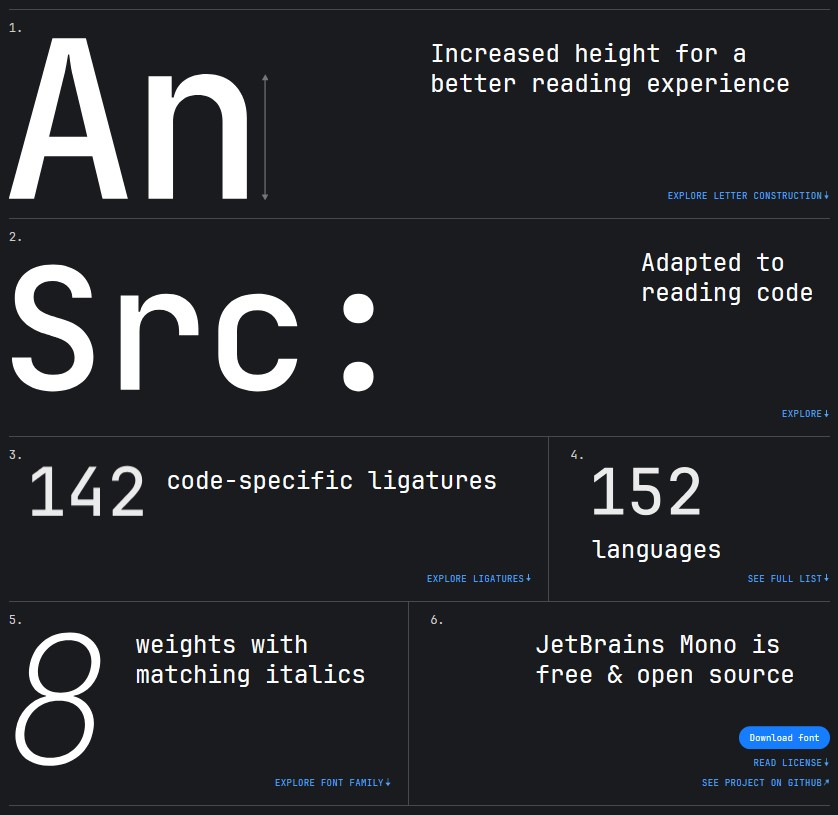 1.
An
Increased height for a
better reading experience
EXPLORE LETTER CONSTRUCTION↓
2.
Src:
Adapted to
reading code
EXPLORE↓
3.
142 code-specific ligatures
EXPLORE LIGATURES↓
4.
152
languages
SEE FULL LIST↓
5.
8
weights with
matching italics
EXPLORE FONT FAMILY↓
6.
JetBrains Mono is
free & open source
Download font
READ LICENSE↓
SEE PROJECT ON GITHUB↗